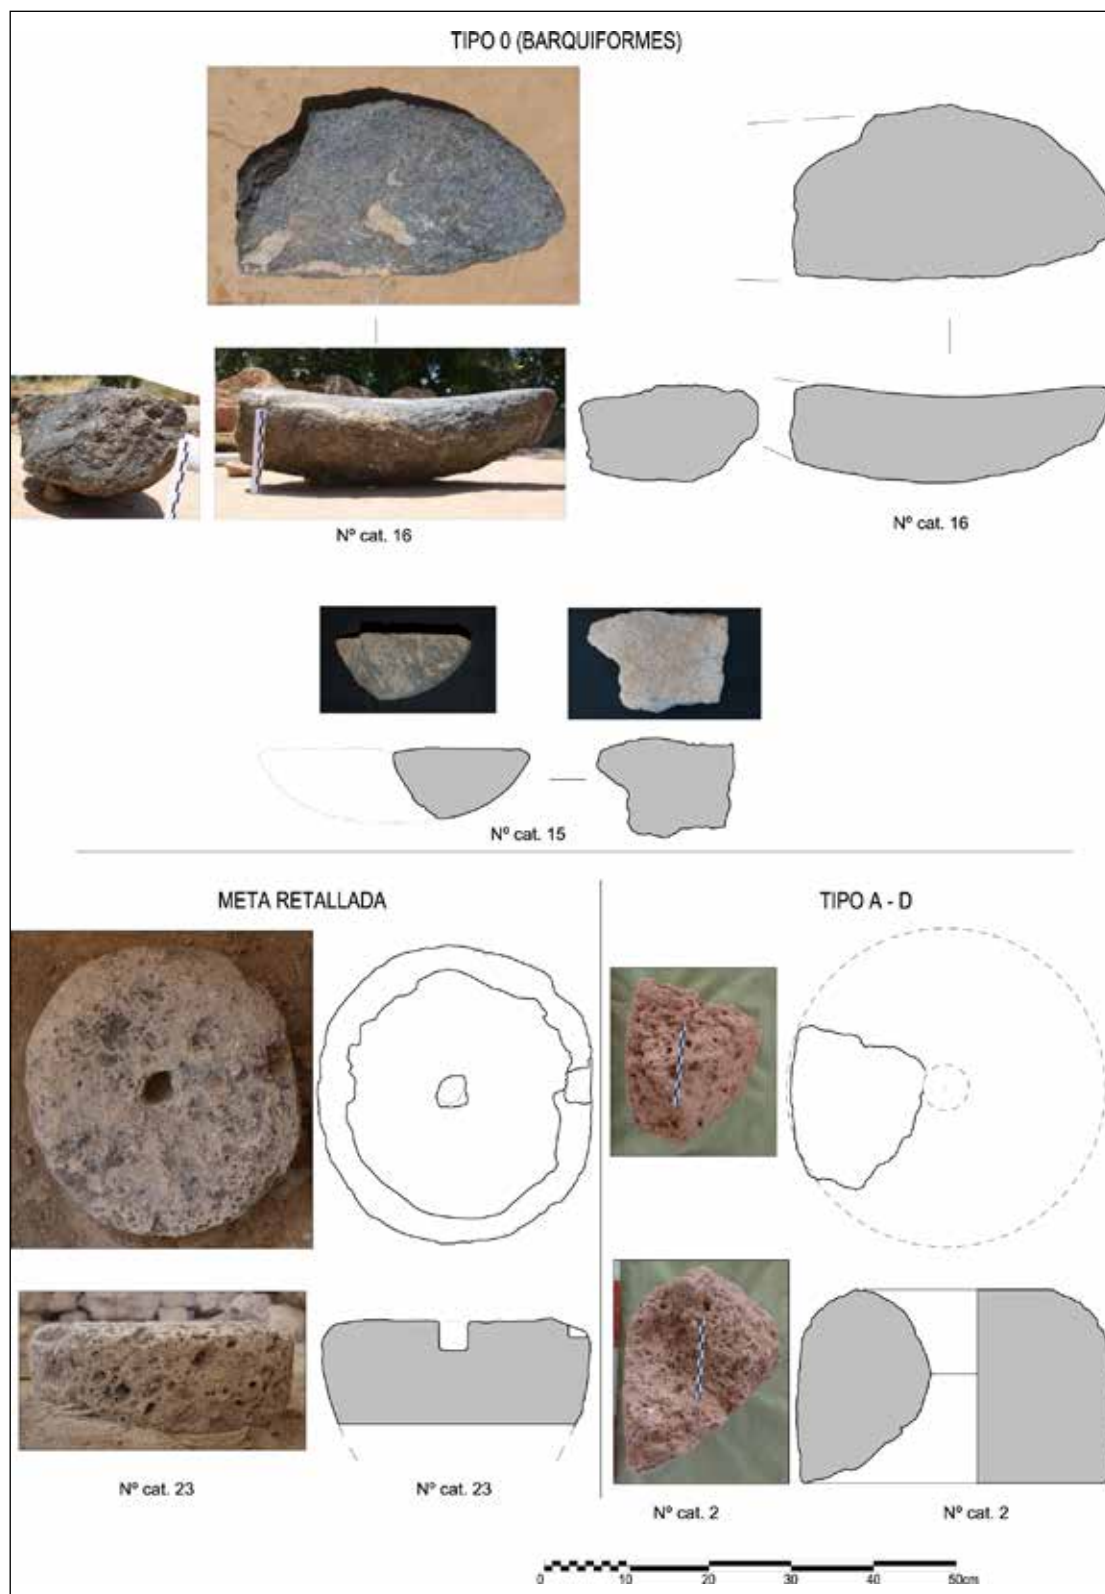 TIPO 0 (BARQUIFORMES)
Nº cat. 16
Nº cat. 16
Nº cat. 15
META RETALLADA
TIPO A - D
Nº cat. 23
Nº cat. 23
Nº cat. 2
Nº cat. 2
0 10 20 30 40 50cm